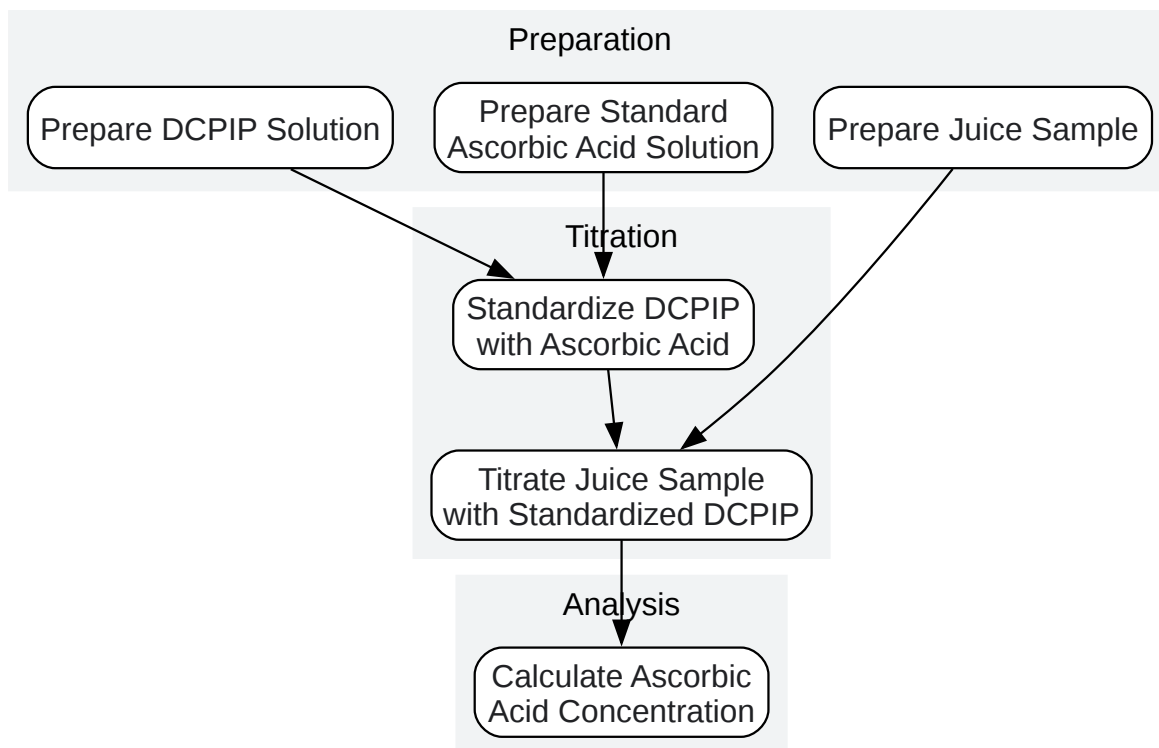 Preparation
Prepare DCPIP Solution
Prepare Standard
Ascorbic Acid Solution
Prepare Juice Sample
Titration
Standardize DCPIP
with Ascorbic Acid
Titrate Juice Sample
with Standardized DCPIP
Analysis
Calculate Ascorbic
Acid Concentration